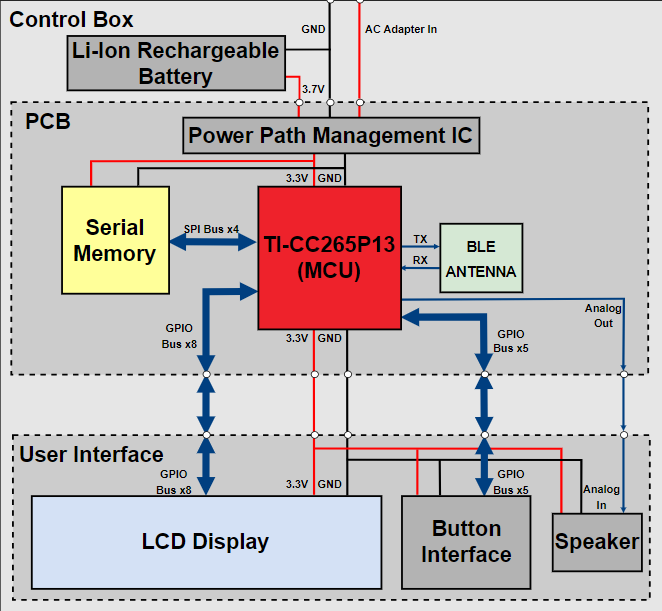 Control Box
GND
AC Adapter In
Li-Ion Rechargeable
Battery
3.7V
PCB
Power Path Management IC
3.3V
GND
Serial
Memory
SPI Bus x4
TI-CC265P13
(MCU)
TX
RX
BLE
ANTENNA
GPIO
Bus x8
3.3V
GND
GPIO
Bus x5
Analog
Out
User Interface
GPIO
Bus x8
3.3V
GND
GPIO
Bus x5
Analog
In
LCD Display
Button
Interface
Speaker